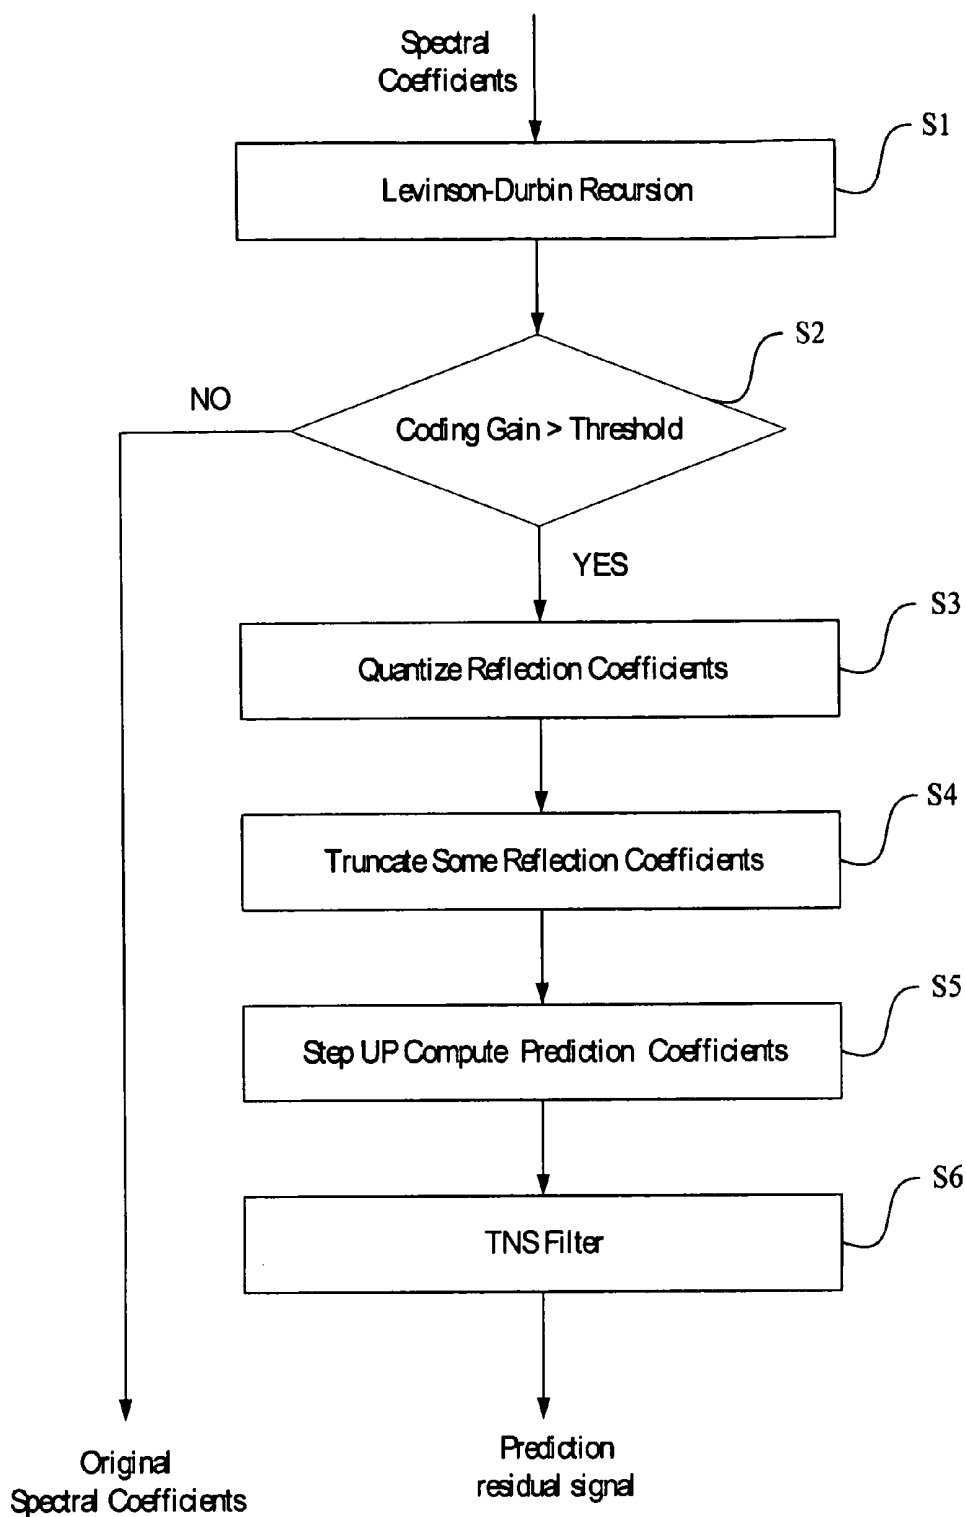 Spectral
Coefficients
S1
Levinson-Durbin Recursion
S2
NO
Coding Gain > Threshold
YES
S3
Quantize Reflection Coefficients
S4
Truncate Some Reflection Coefficients
S5
Step UP Compute Prediction Coefficients
S6
TNS Filter
Original
Spectral Coefficients
Prediction
residual signal